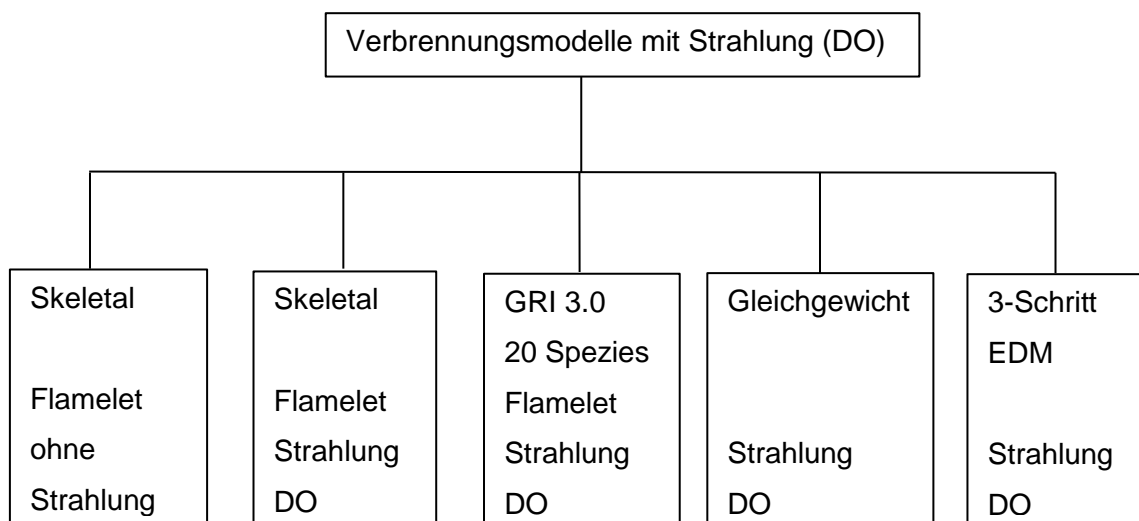 Verbrennungsmodelle mit Strahlung (DO)
Skeletal
Flamelet
ohne
Strahlung
Skeletal
Flamelet
Strahlung
DO
GRI 3.0
20 Spezies
Flamelet
Strahlung
DO
Gleichgewicht
Strahlung
DO
3-Schritt
EDM
Strahlung
DO